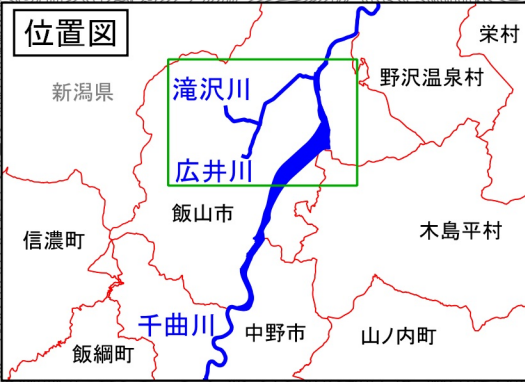 位置図
栄村
新潟県
滝沢川
野沢温泉村
広井川
飯山市
信濃町
木島平村
千曲川
中野市
山ノ内町
飯綱町